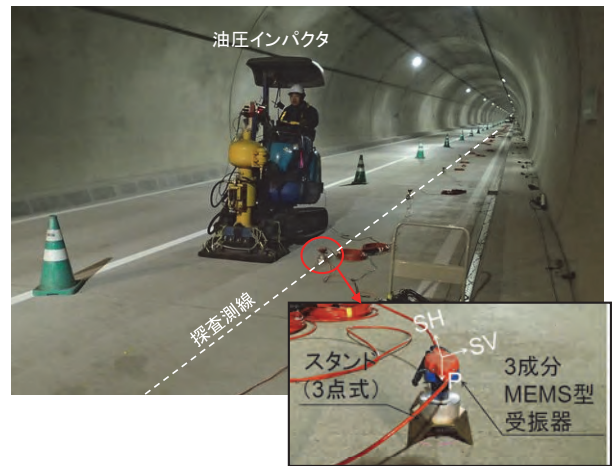 油圧インパクタ
探査測線
SH
SV
P
スタンド
(3点式)
3成分
MEMS型
受振器